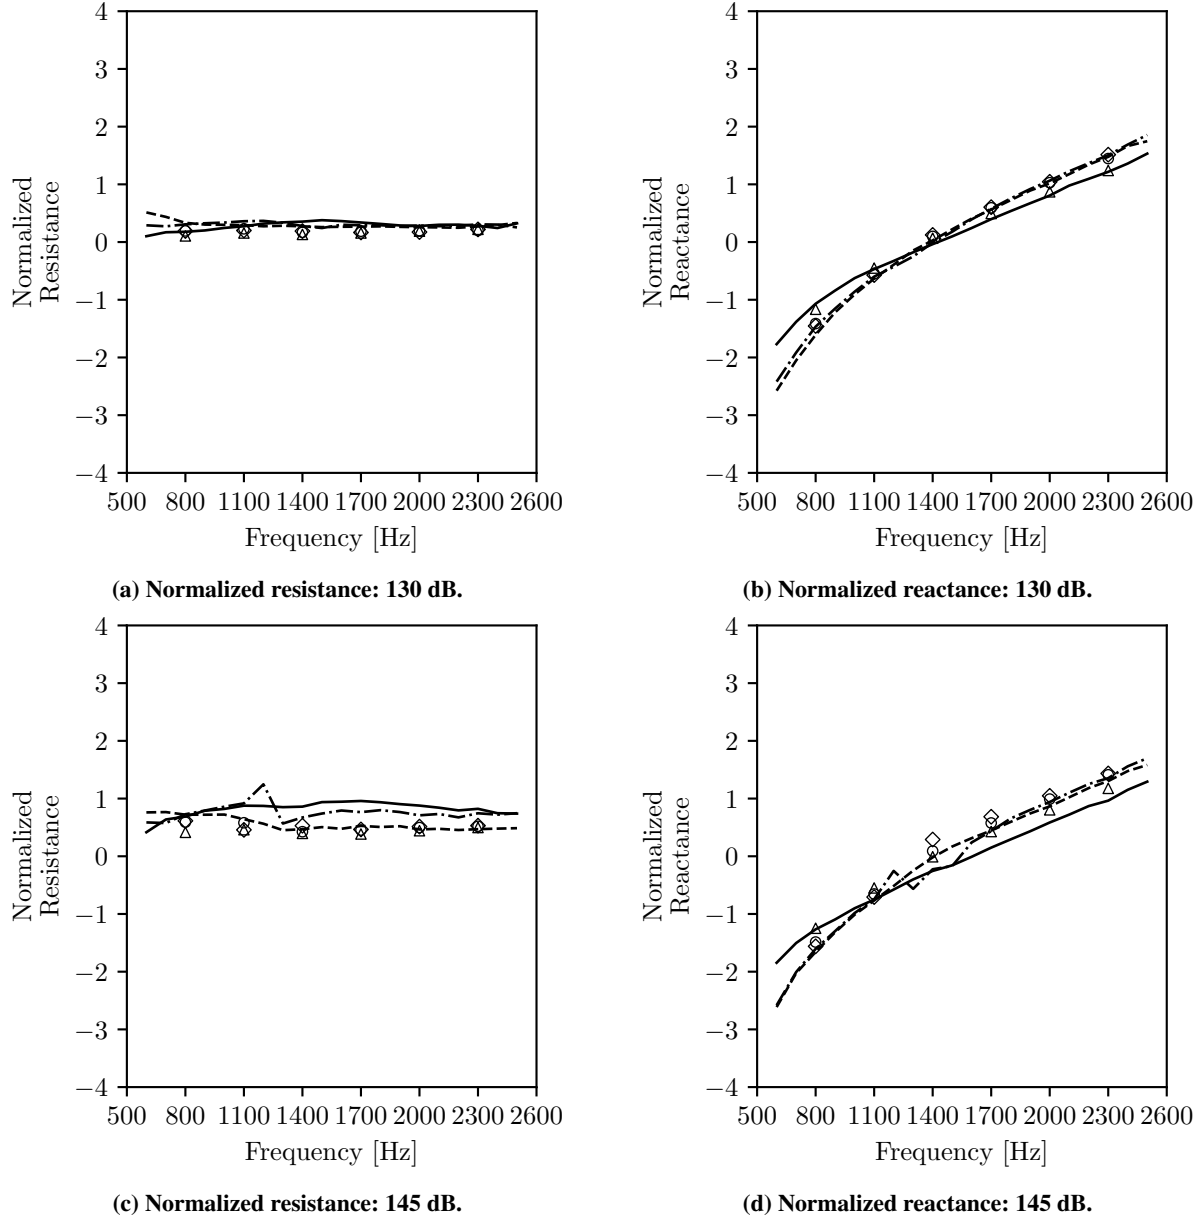 4
3
2
1
0
−1
−2
−3
−4
Normalized
Resistance
500 800 1100 1400 1700 2000 2300 2600
Frequency [Hz]
(a) Normalized resistance: 130 dB.
4
3
2
1
0
−1
−2
−3
−4
Normalized
Reactance
500 800 1100 1400 1700 2000 2300 2600
Frequency [Hz]
(b) Normalized reactance: 130 dB.
4
3
2
1
0
−1
−2
−3
−4
Normalized
Resistance
500 800 1100 1400 1700 2000 2300 2600
Frequency [Hz]
(c) Normalized resistance: 145 dB.
4
3
2
1
0
−1
−2
−3
−4
Normalized
Reactance
500 800 1100 1400 1700 2000 2300 2600
Frequency [Hz]
(d) Normalized reactance: 145 dB.